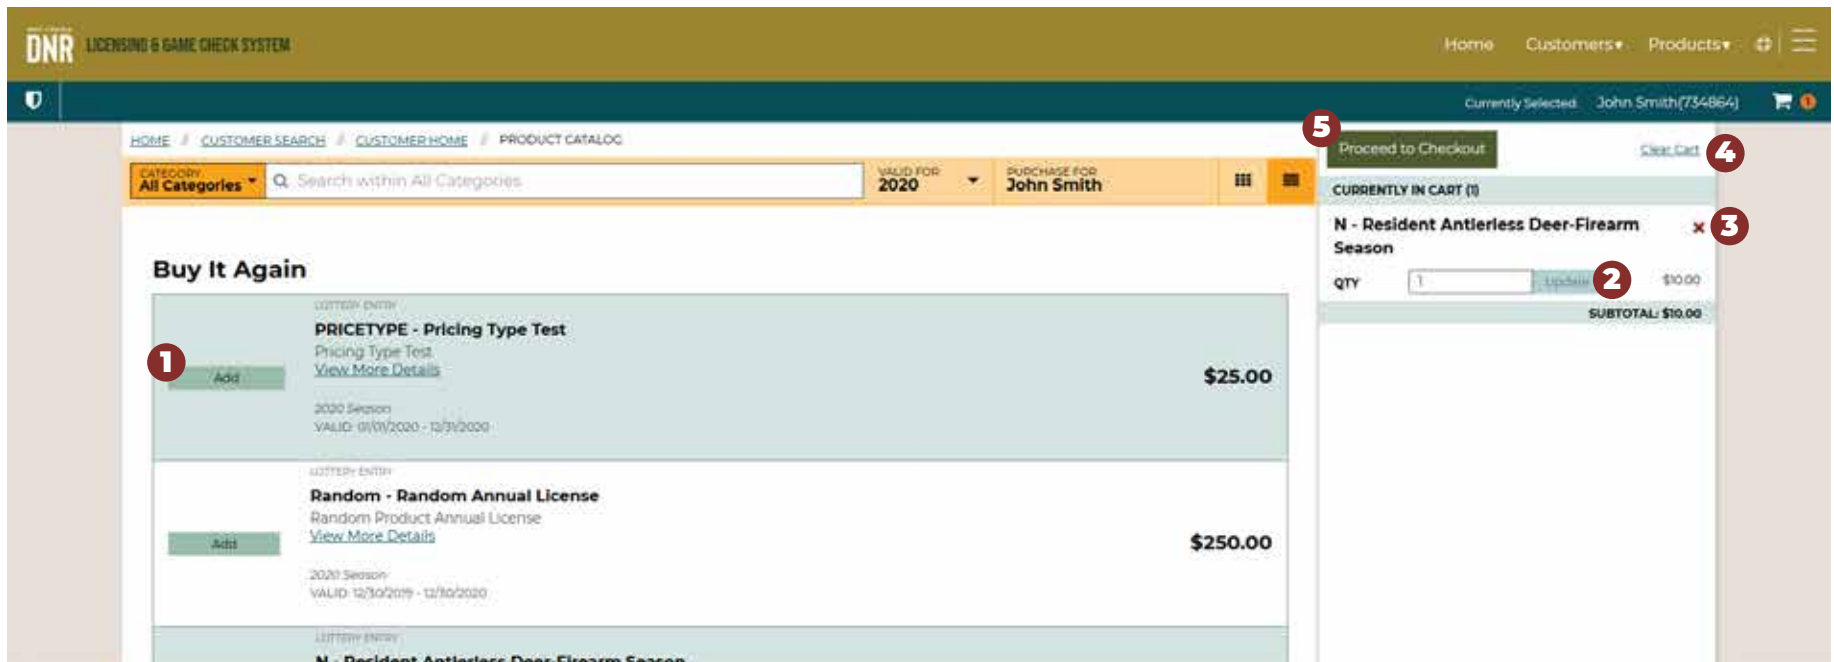 DNR LICENSING & GAME CHECK SYSTEM
Home Customers▾ Products▾
Currently Selected: John Smith(734864) 1
HOME // CUSTOMER SEARCH // CUSTOMER HOME // PRODUCT CATALOG
CATEGORY
All Categories
Search within All Categories
VALID FOR
2020
PURCHASE FOR
John Smith
Buy It Again
LOTTERY ENTRY
PRICETYPE - Pricing Type Test
Pricing Type Test
View More Details
1
Add
$25.00
2020 Season
VALID: 01/01/2020 - 12/31/2020
LOTTERY ENTRY
Random - Random Annual License
Random Product Annual License
View More Details
Add
$250.00
2020 Season
VALID: 12/30/2019 - 12/30/2020
LOTTERY ENTRY
N - Resident Antlerless Deer-Firearm Season
5
Proceed to Checkout
Clear Cart 4
CURRENTLY IN CART (1)
N - Resident Antlerless Deer-Firearm
Season
3
QTY 1 Update 2 $10.00
SUBTOTAL: $10.00